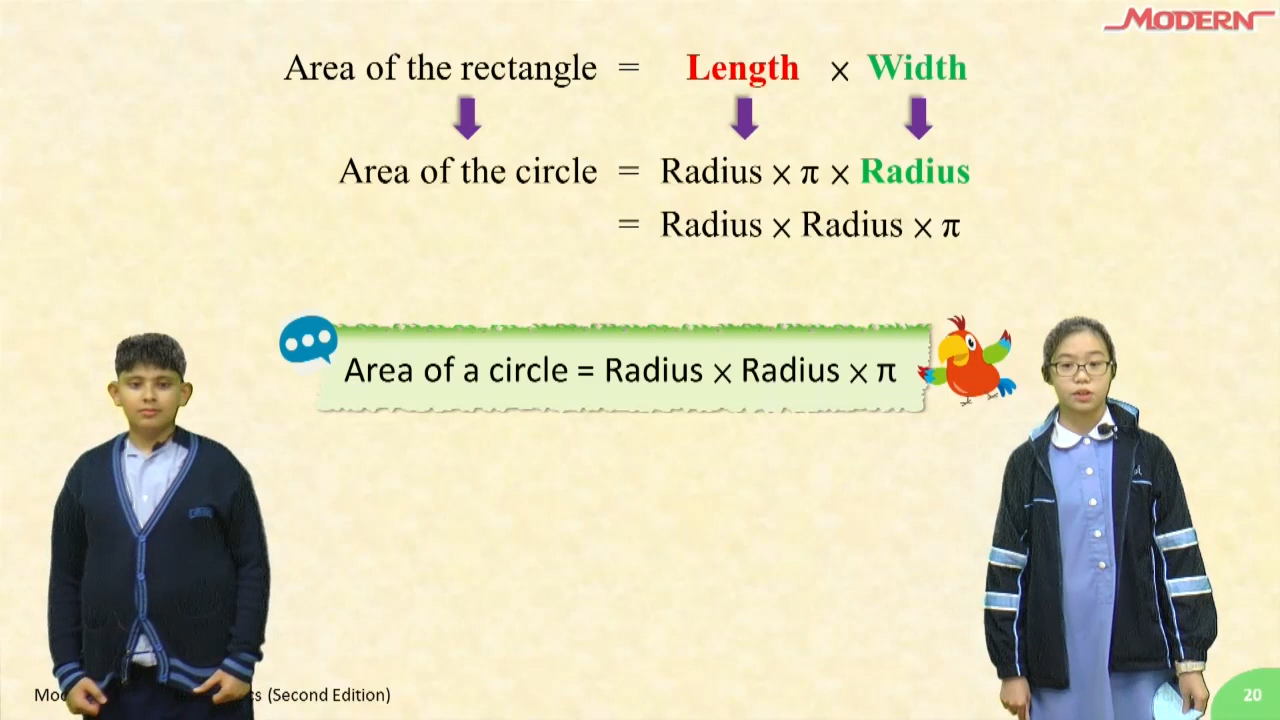 MODERN
Area of the rectangle = Length × Width
Area of the circle = Radius × π × Radius
= Radius × Radius × π
Area of a circle = Radius × Radius × π
(Second Edition)
20